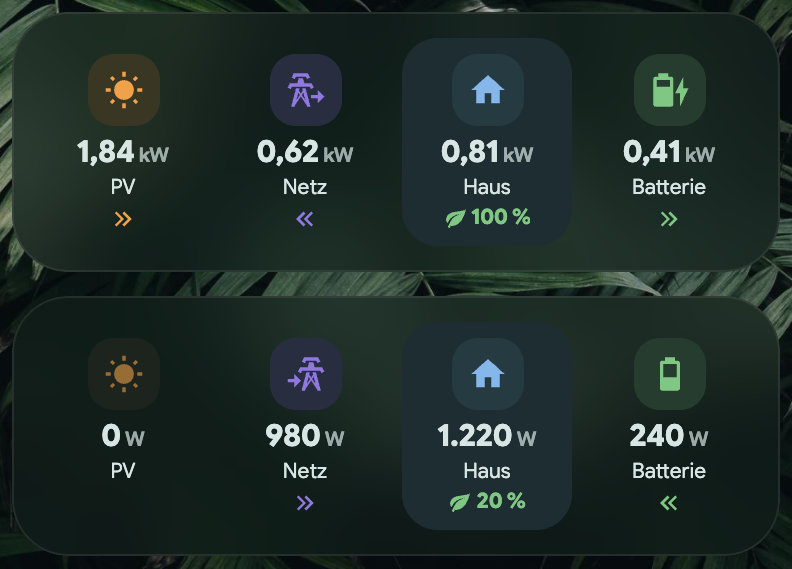 1,84 kW 0,62 kW 0,81 kW 0,41 kW
PV Netz Haus Batterie
100 %
0 W 980 W 1.220 W 240 W
PV Netz Haus Batterie
20 %